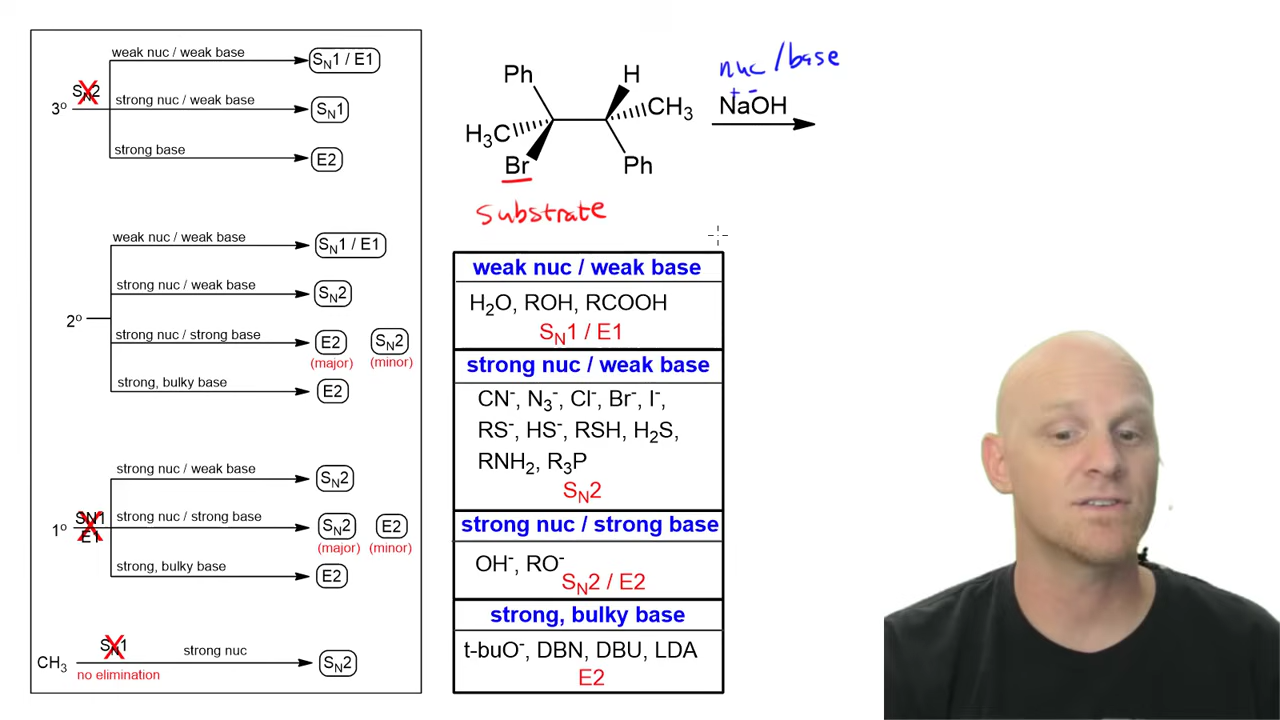 weak nuc / weak base
SN1 / E1
SN2
3º
strong nuc / weak base
SN1
strong base
E2
weak nuc / weak base
SN1 / E1
strong nuc / weak base
SN2
2º
strong nuc / strong base
E2
SN2
(major)
(minor)
strong, bulky base
E2
strong nuc / weak base
SN2
1º
SN1
E1
strong nuc / strong base
SN2
E2
(major)
(minor)
strong, bulky base
E2
SN1
CH3
no elimination
strong nuc
SN2
Ph
H
H3C
CH3
Br
Ph
substrate
nuc / base
+ -
NaOH
weak nuc / weak base
H2O, ROH, RCOOH
SN1 / E1
strong nuc / weak base
CN-, N3-, Cl-, Br-, I-,
RS-, HS-, RSH, H2S,
RNH2, R3P
SN2
strong nuc / strong base
OH-, RO-
SN2 / E2
strong, bulky base
t-buO-, DBN, DBU, LDA
E2